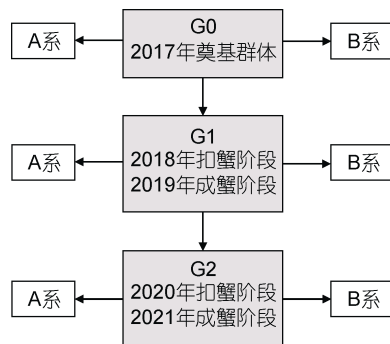 G0
A系
2017年奠基群体
B系
G1
A系
2018年扣蟹阶段
B系
2019年成蟹阶段
G2
A系
2020年扣蟹阶段
B系
2021年成蟹阶段